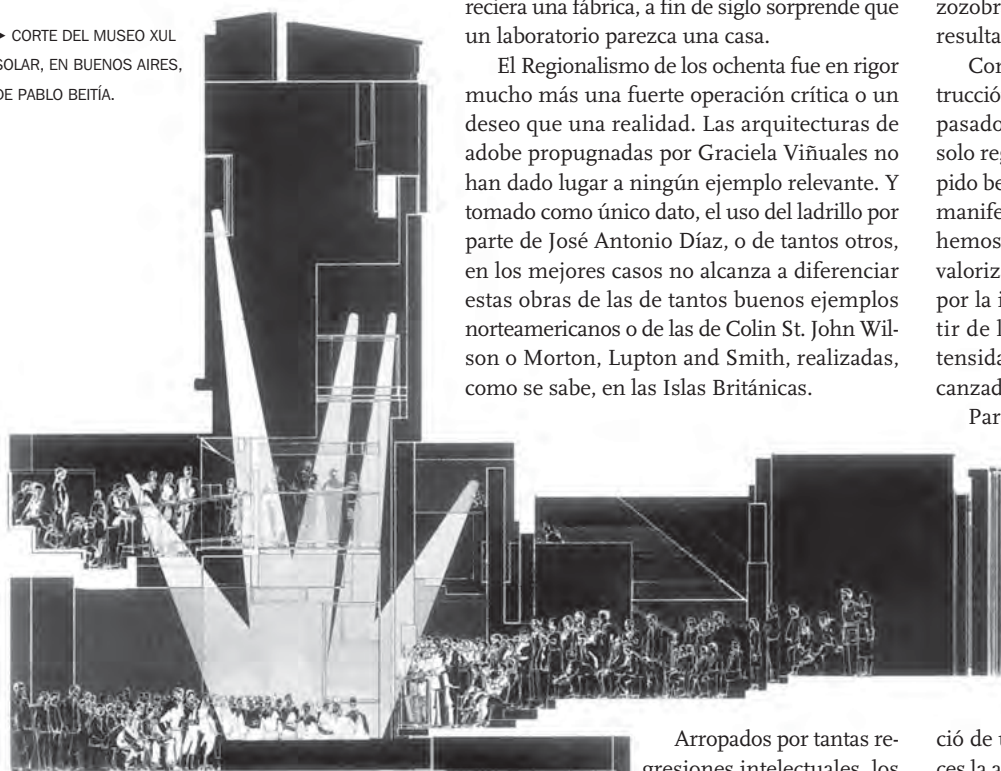 CORTE DEL MUSEO XUL
SOLAR, EN BUENOS AIRES,
DE PABLO BEITÍA.
reciera una fábrica, a fin de siglo sorprende que
un laboratorio parezca una casa.
El Regionalismo de los ochenta fue en rigor
mucho más una fuerte operación crítica o un
deseo que una realidad. Las arquitecturas de
adobe propugnadas por Graciela Viñuales no
han dado lugar a ningún ejemplo relevante. Y
tomado como único dato, el uso del ladrillo por
parte de José Antonio Díaz, o de tantos otros,
en los mejores casos no alcanza a diferenciar
estas obras de las de tantos buenos ejemplos
norteamericanos o de las de Colin St. John Wil-
son o Morton, Lupton and Smith, realizadas,
como se sabe, en las Islas Británicas.
Arropados por tantas re-
gresiones intelectuales, los
zozobr
resulta
Con
trucció
pasado
solo re
pido be
manife
hemos
valoriz
por la i
tir de l
tensida
canzad
Par
ció de t
ces la a